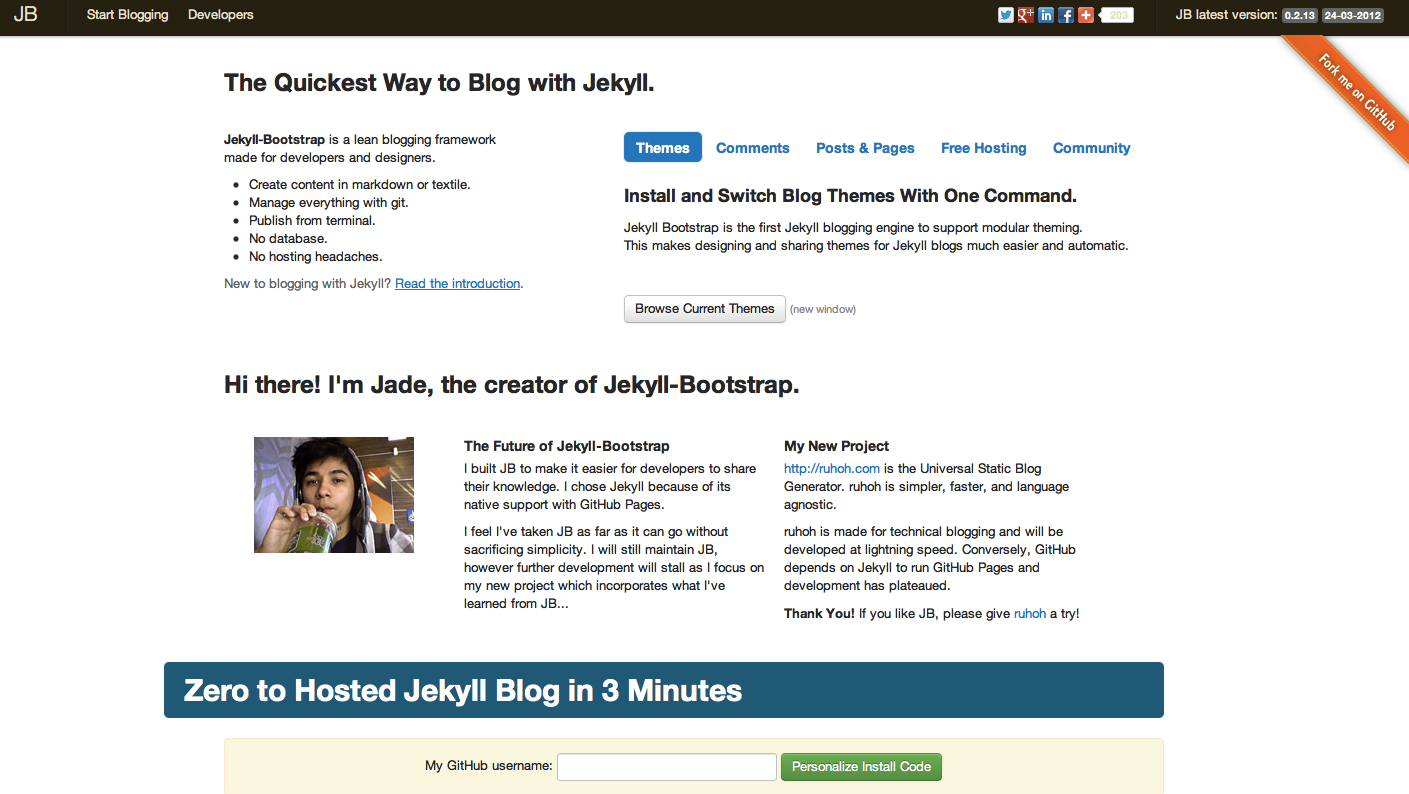 JB Start Blogging Developers 203 JB latest version: 0.2.13 24-03-2012
Fork me on GitHub
The Quickest Way to Blog with Jekyll.
Jekyll-Bootstrap is a lean blogging framework
made for developers and designers.
Create content in markdown or textile.
Manage everything with git.
Publish from terminal.
No database.
No hosting headaches.
New to blogging with Jekyll? Read the introduction.
Themes Comments Posts & Pages Free Hosting Community
Install and Switch Blog Themes With One Command.
Jekyll Bootstrap is the first Jekyll blogging engine to support modular theming.
This makes designing and sharing themes for Jekyll blogs much easier and automatic.
Browse Current Themes (new window)
Hi there! I'm Jade, the creator of Jekyll-Bootstrap.
The Future of Jekyll-Bootstrap
I built JB to make it easier for developers to share
their knowledge. I chose Jekyll because of its
native support with GitHub Pages.
I feel I've taken JB as far as it can go without
sacrificing simplicity. I will still maintain JB,
however further development will stall as I focus on
my new project which incorporates what I've
learned from JB...
My New Project
http://ruhoh.com is the Universal Static Blog
Generator. ruhoh is simpler, faster, and language
agnostic.
ruhoh is made for technical blogging and will be
developed at lightning speed. Conversely, GitHub
depends on Jekyll to run GitHub Pages and
development has plateaued.
Thank You! If you like JB, please give ruhoh a try!
Zero to Hosted Jekyll Blog in 3 Minutes
My GitHub username: Personalize Install Code